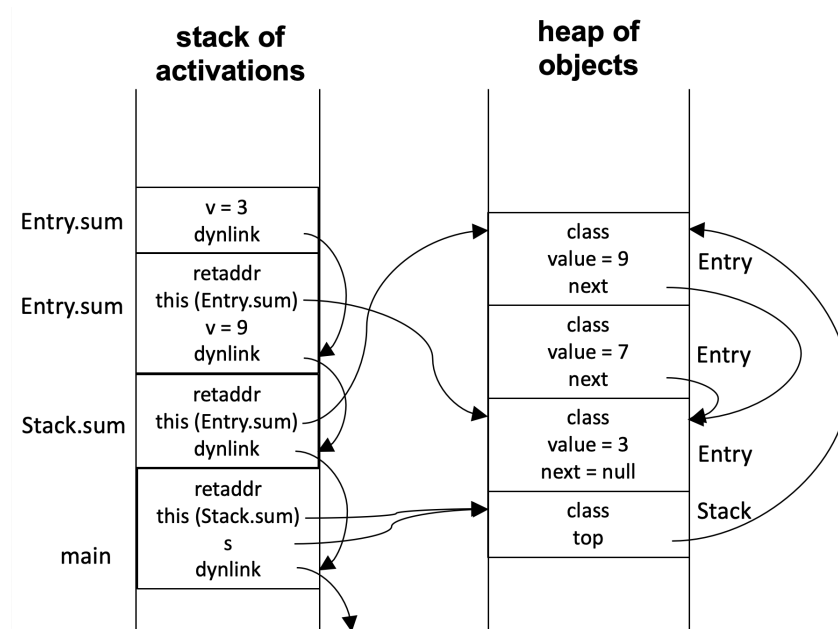 stack of
activations
heap of
objects
Entry.sum
v = 3
dynlink
Entry.sum
retaddr
this (Entry.sum)
v = 9
dynlink
Stack.sum
retaddr
this (Entry.sum)
dynlink
main
retaddr
this (Stack.sum)
s
dynlink
class
value = 9
next
Entry
class
value = 7
next
Entry
class
value = 3
next = null
Entry
class
top
Stack